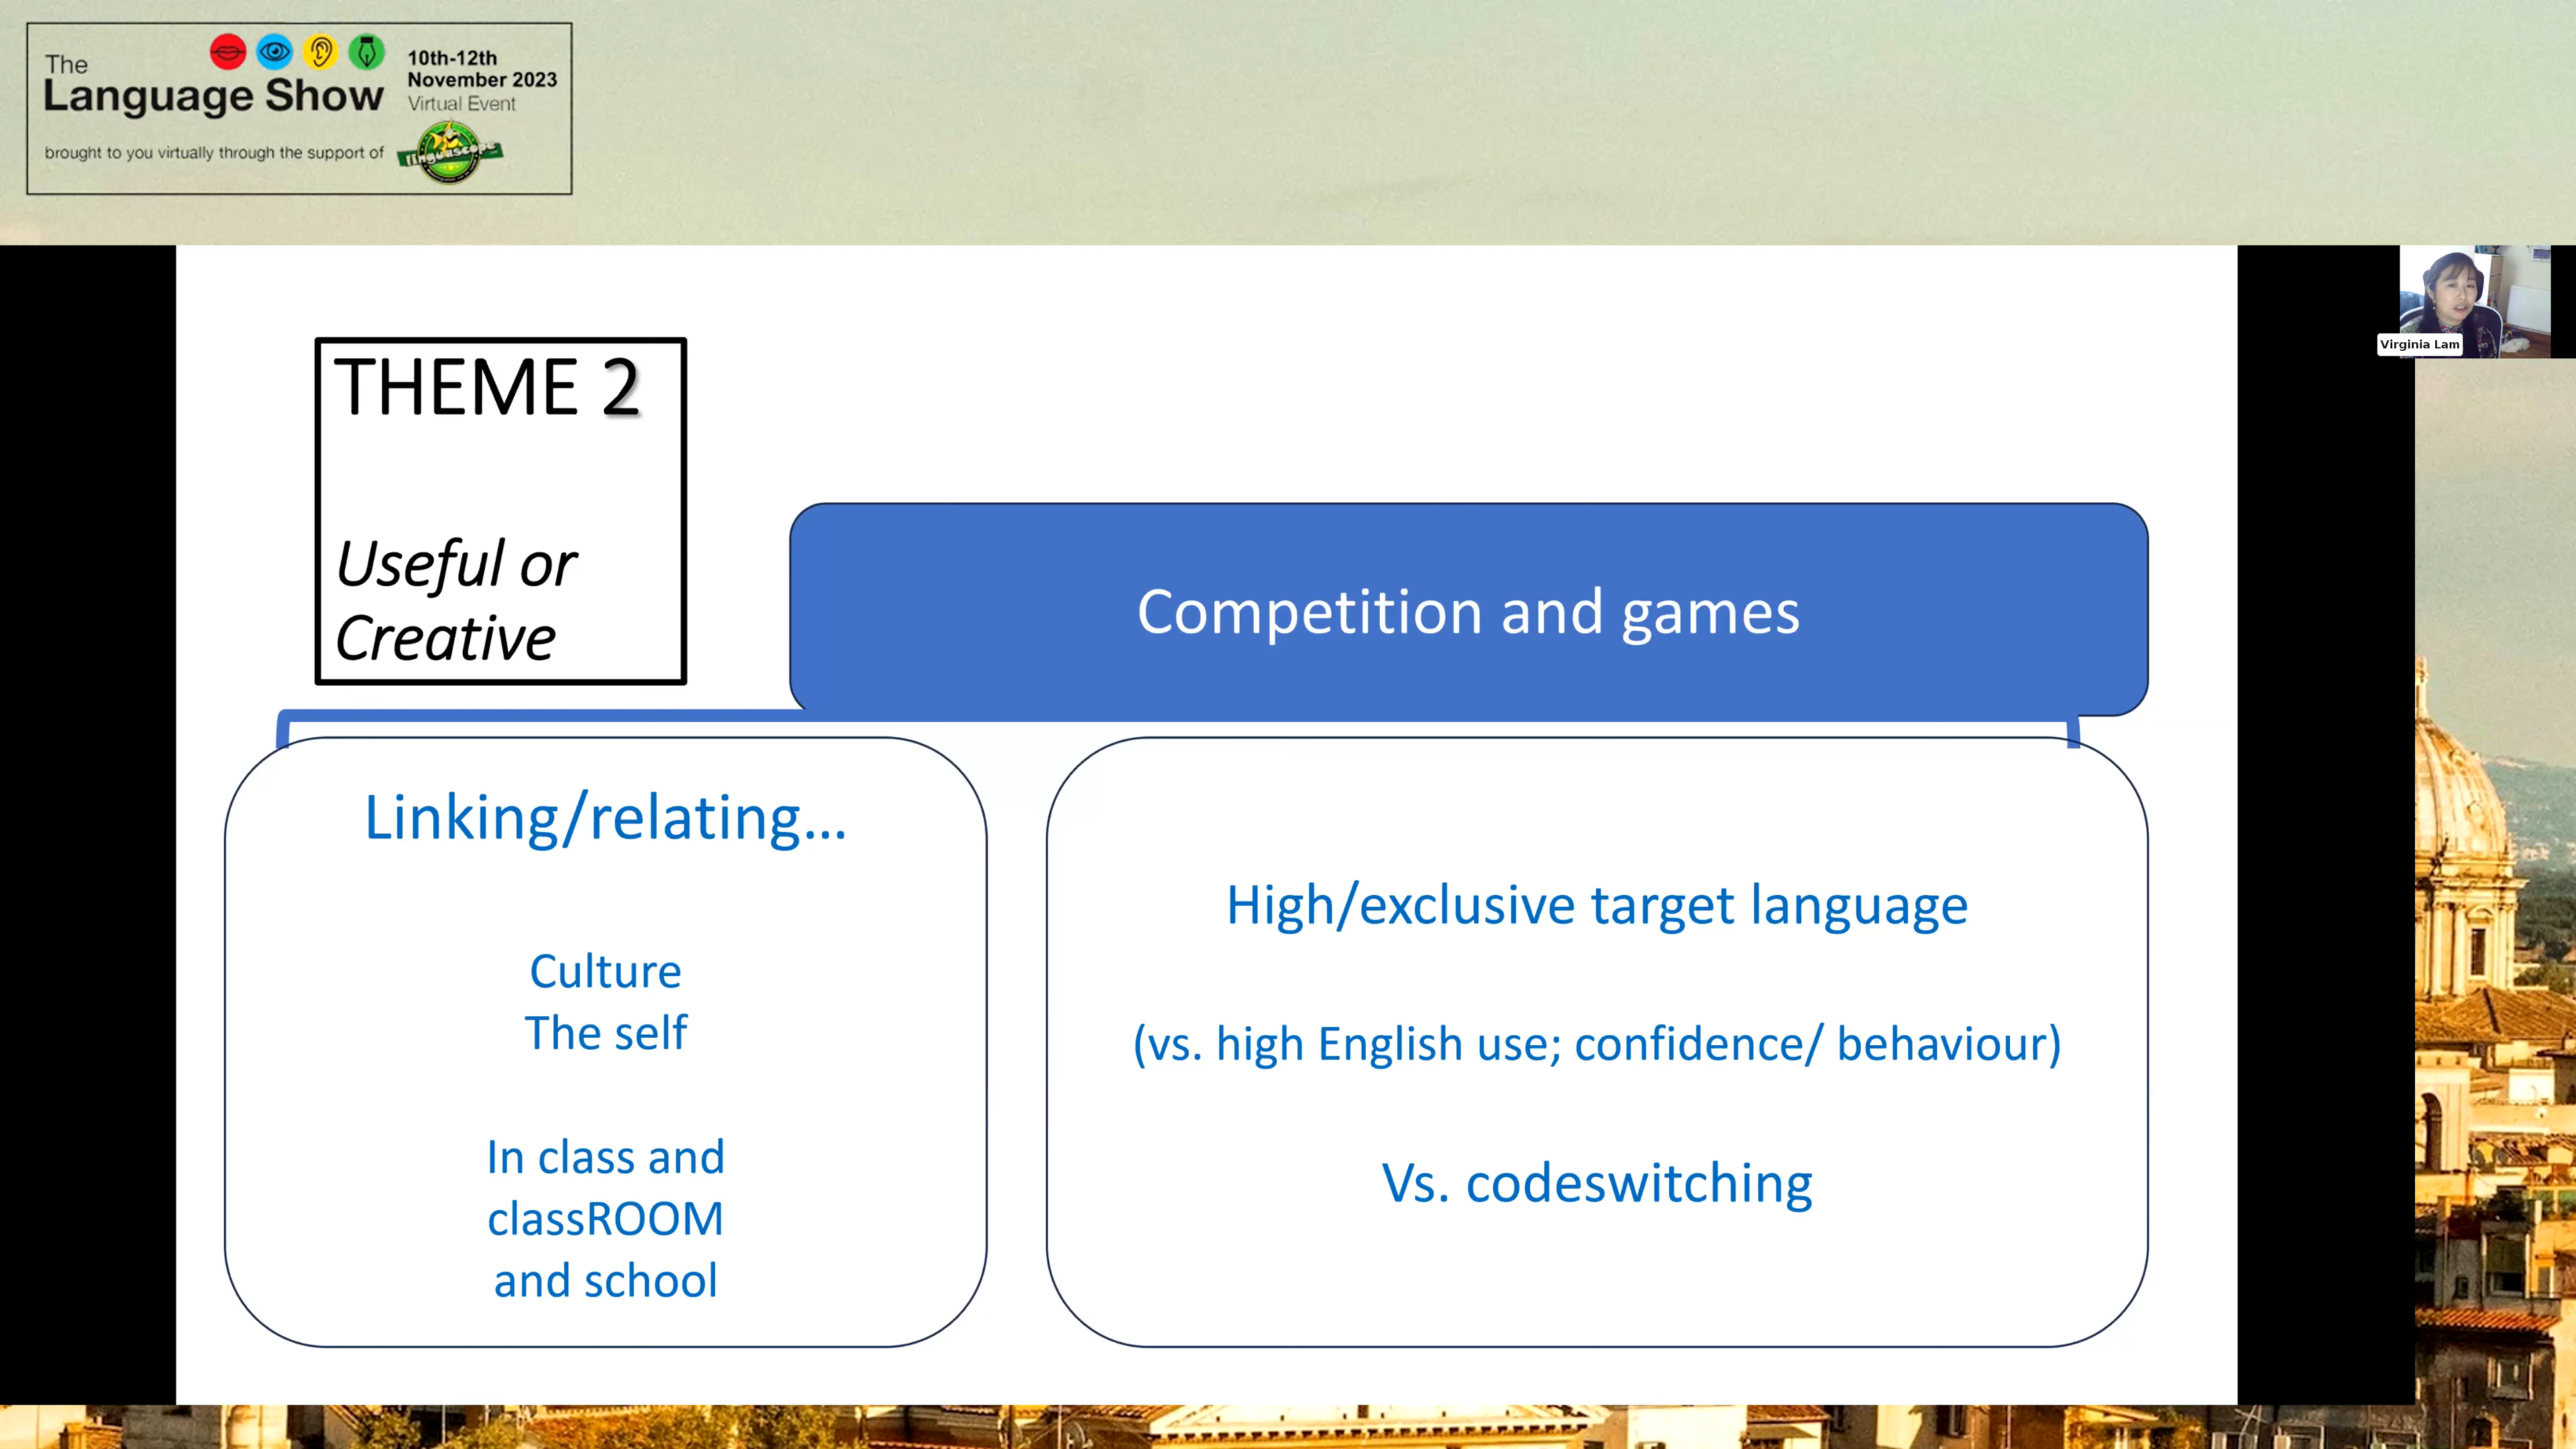 The
Language Show
10th-12th
November 2023
Virtual Event
brought to you virtually through the support of
linguascope
Virginia Lam
THEME 2
Useful or
Creative
Competition and games
Linking/relating...
Culture
The self
In class and
classROOM
and school
High/exclusive target language
(vs. high English use; confidence/ behaviour)
Vs. codeswitching